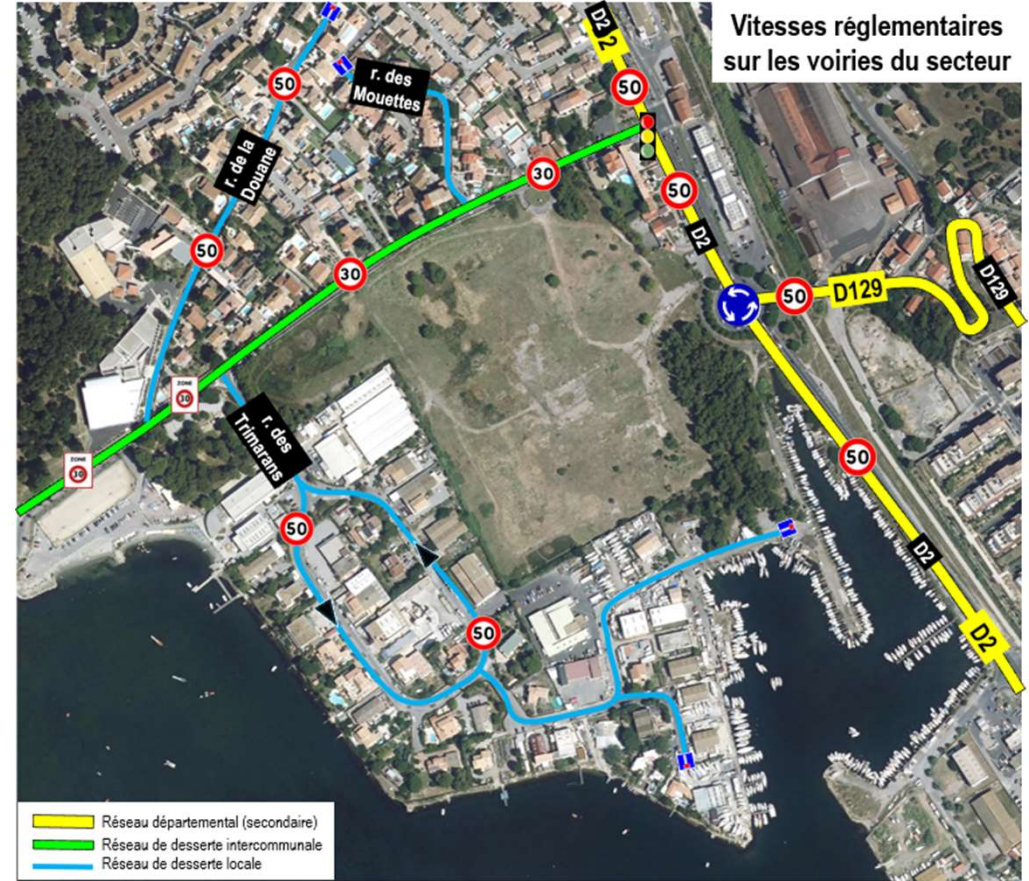 Vitesses réglementaires
sur les voiries du secteur
D2
2
50
r. des
Mouettes
50
r. de la
Douane
30
50
D2
50
30
50
D129
D129
ZONE
30
r. des
Trimarans
ZONE
30
50
50
D2
50
D2
Réseau départemental (secondaire)
Réseau de desserte intercommunale
Réseau de desserte locale